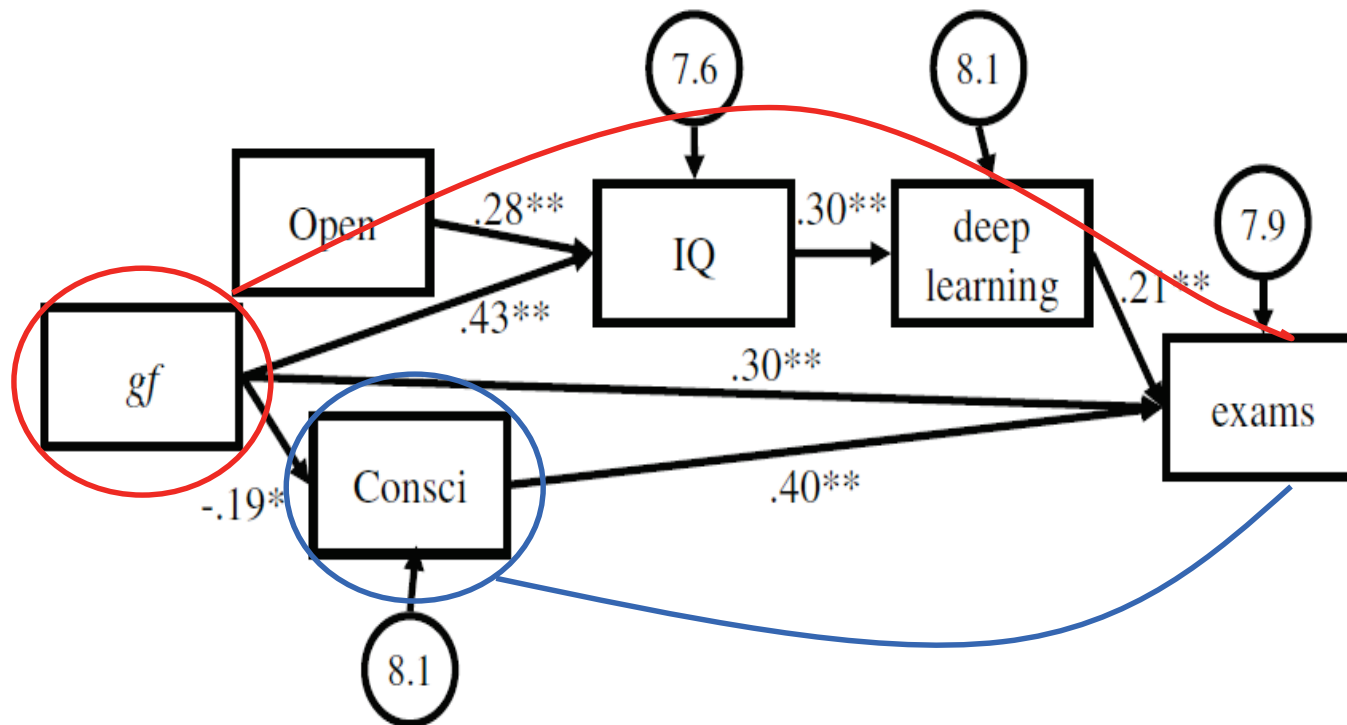 7.6
8.1
Open
.28**
IQ
.30**
deep
learning
7.9
.21**
gf
.43**
.30**
exams
Consci
-.19*
.40**
8.1